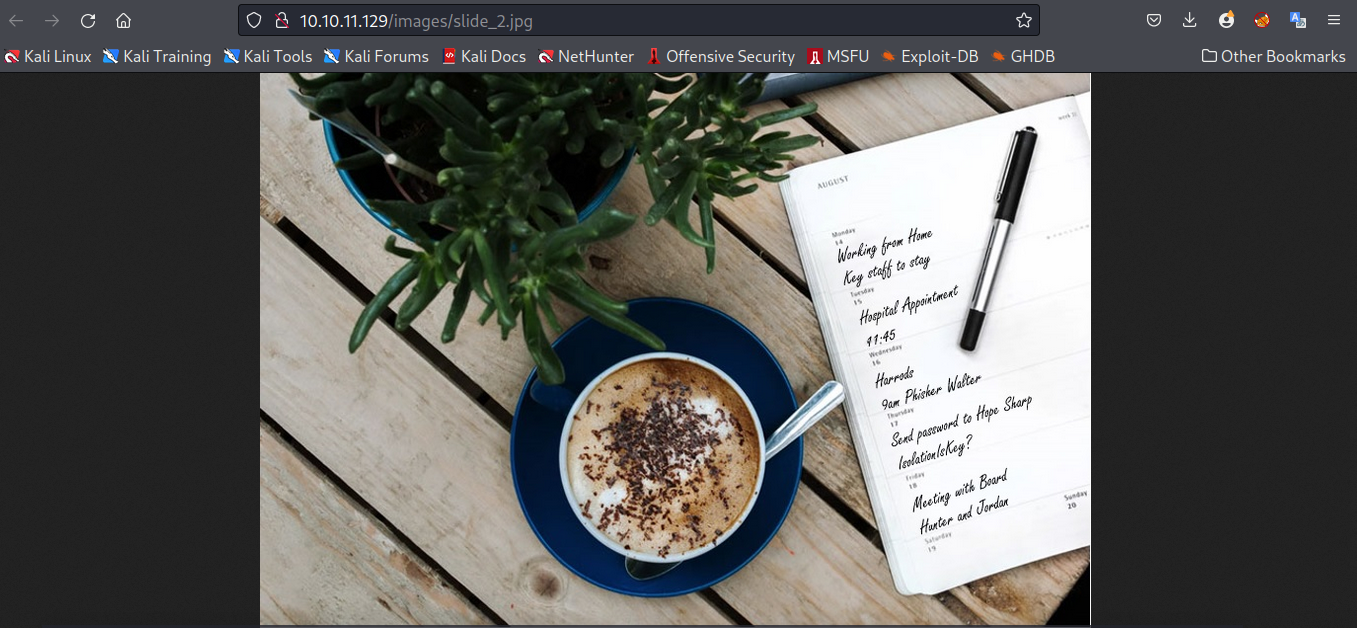 10.10.11.129/images/slide_2.jpg
Kali Linux Kali Training Kali Tools Kali Forums Kali Docs NetHunter Offensive Security MSFU Exploit-DB GHDB Other Bookmarks
week 33
AUGUST
Monday
14
Working from Home
Key staff to stay
Tuesday
15
Hospital Appointment
11:45
Wednesday
16
Harrods
9am Phisher Walter
Thursday
17
Send password to Hope Sharp
IsolationIsKey?
Friday
18
Meeting with Board
Hunter and Jordan
Saturday
19
Sunday
20